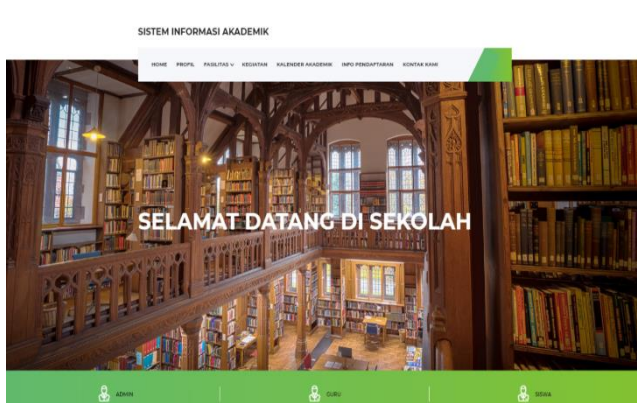 SISTEM INFORMASI AKADEMIK
HOME PROFIL FASILITAS KEGIATAN KALENDER AKADEMIK INFO PENDAFTARAN KONTAK KAMI
SELAMAT DATANG DI SEKOLAH
ADMIN GURU SISWA